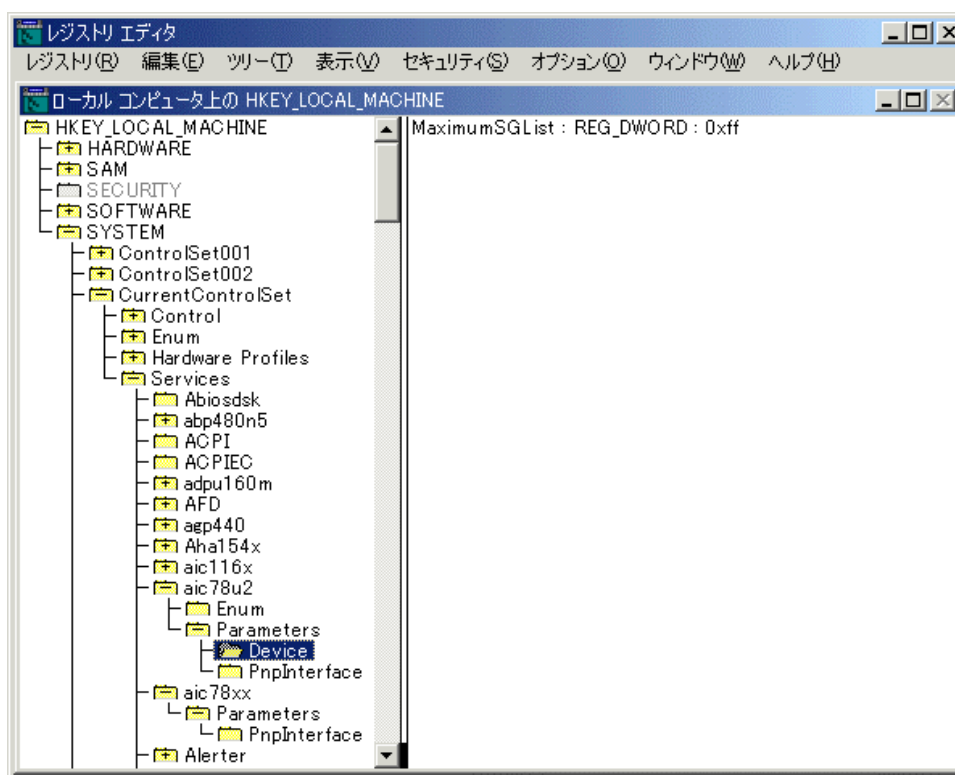 レジストリ エディタ
レジストリ(R) 編集(E) ツリー(T) 表示(V) セキュリティ(S) オプション(O) ウィンドウ(W) ヘルプ(H)
ローカル コンピュータ上の HKEY_LOCAL_MACHINE
HKEY_LOCAL_MACHINE
MaximumSGList : REG_DWORD : 0xff
HARDWARE
SAM
SECURITY
SOFTWARE
SYSTEM
ControlSet001
ControlSet002
CurrentControlSet
Control
Enum
Hardware Profiles
Services
Abiosdsk
abp480n5
ACPI
ACPIEC
adpu160m
AFD
agp440
Aha154x
aic116x
aic78u2
Enum
Parameters
Device
PnpInterface
aic78xx
Parameters
PnpInterface
Alerter